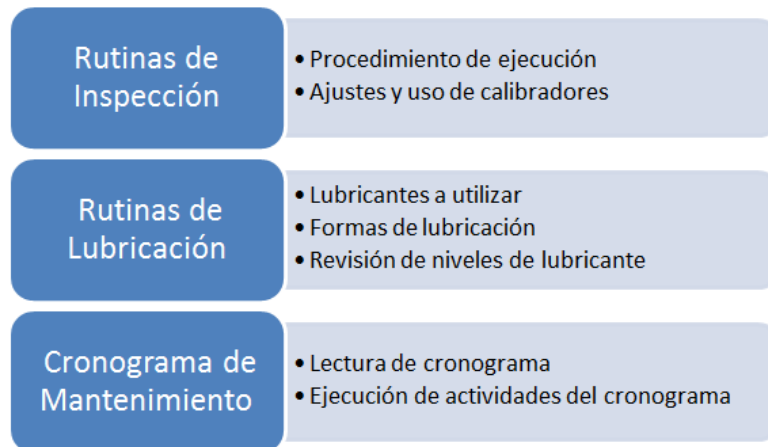 Rutinas de
Inspección
• Procedimiento de ejecución
• Ajustes y uso de calibradores
Rutinas de
Lubricación
• Lubricantes a utilizar
• Formas de lubricación
• Revisión de niveles de lubricante
Cronograma de
Mantenimiento
• Lectura de cronograma
• Ejecución de actividades del cronograma